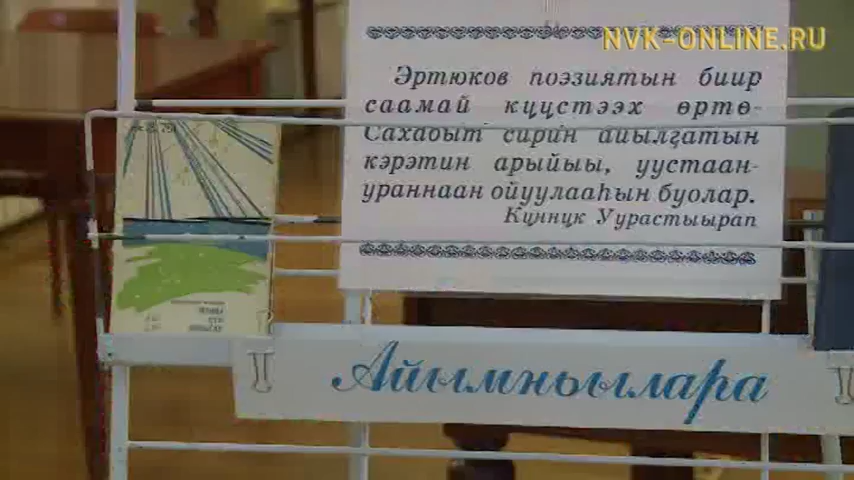 NVK-ONLINE.RU
Эртюков поэзиятын биир
саамай күүстээх өртө-
Сахабыт сирин айылҕатын
кэрэтин арыйыы, уустаан-
ураннаан ойуулааһын буолар.
Күннүк Уурастыырап
Айымньылара